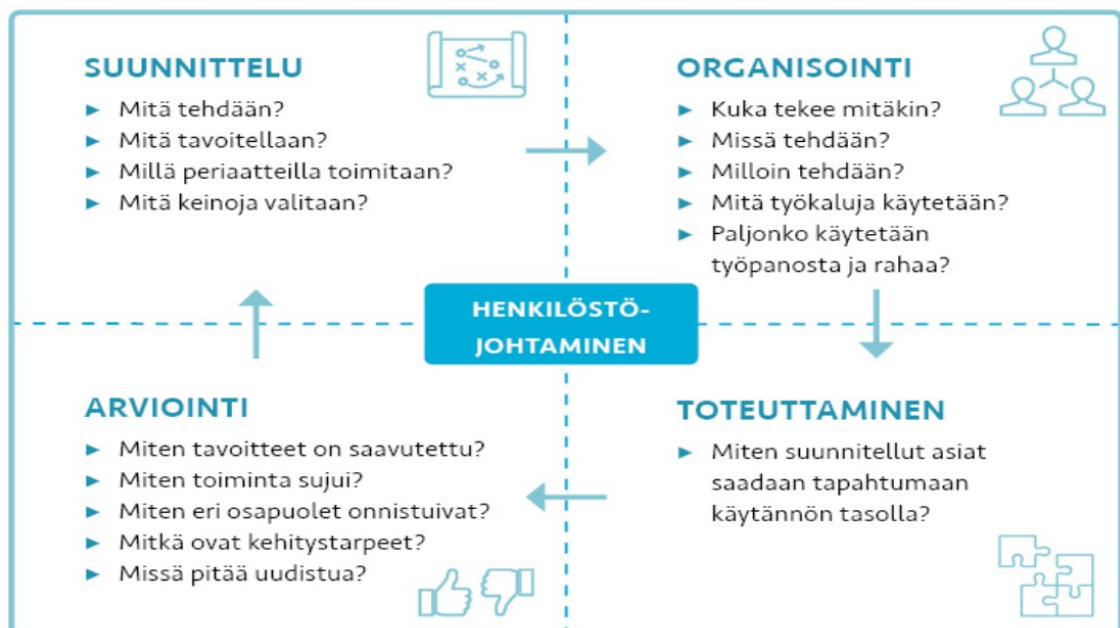 SUUNNITTELU
► Mitä tehdään?
► Mitä tavoitellaan?
► Millä periaatteilla toimitaan?
► Mitä keinoja valitaan?
ORGANISOINTI
► Kuka tekee mitäkin?
► Missä tehdään?
► Milloin tehdään?
► Mitä työkaluja käytetään?
► Paljonko käytetään
työpanosta ja rahaa?
HENKILÖSTÖ-
JOHTAMINEN
ARVIOINTI
► Miten tavoitteet on saavutettu?
► Miten toiminta sujui?
► Miten eri osapuolet onnistuivat?
► Mitkä ovat kehitystarpeet?
► Missä pitää uudistua?
TOTEUTTAMINEN
► Miten suunnitellut asiat
saadaan tapahtumaan
käytännön tasolla?